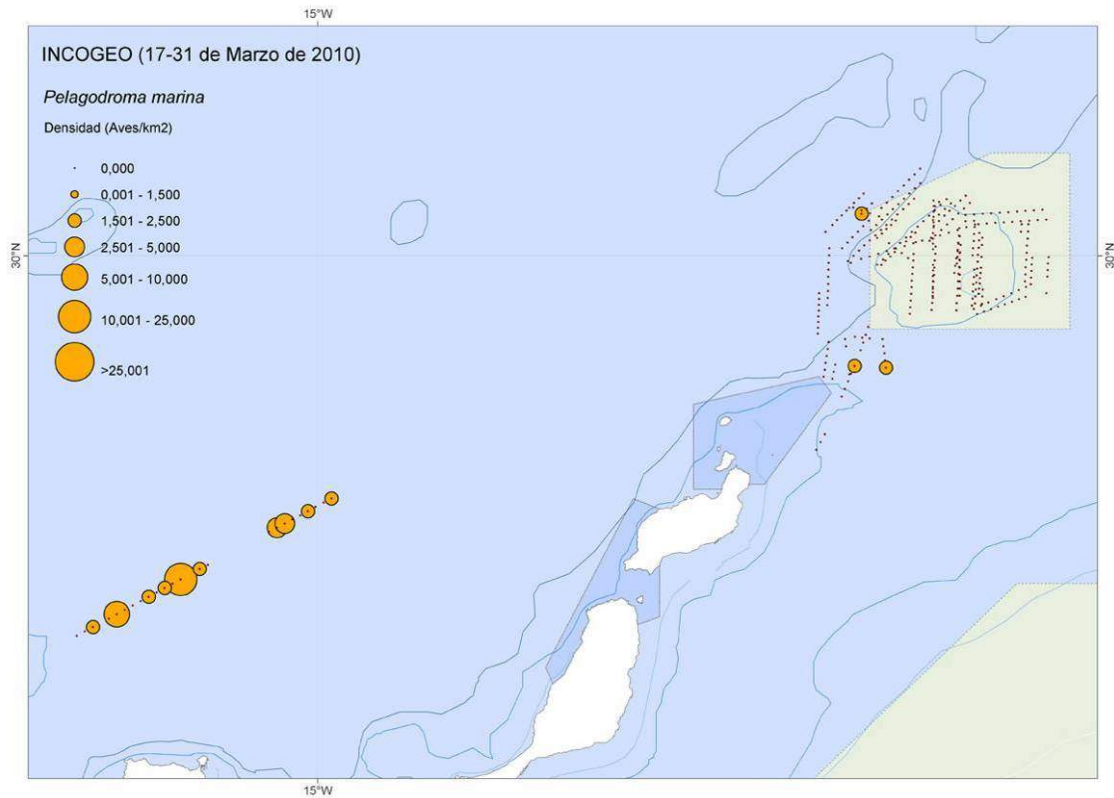 15°W
INCOGEO (17-31 de Marzo de 2010)
Pelagodroma marina
Densidad (Aves/km2)
0,000
0,001 - 1,500
1,501 - 2,500
2,501 - 5,000
5,001 - 10,000
10,001 - 25,000
>25,001
30°N
30°N
15°W